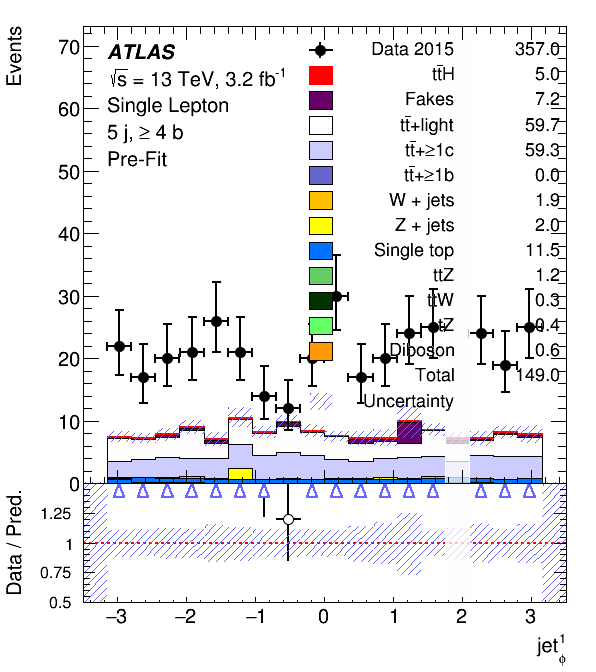 Events
70
60
50
40
30
20
10
0
ATLAS
√s = 13 TeV, 3.2 fb⁻¹
Single Lepton
5 j, ≥ 4 b
Pre-Fit
Data 2015 357.0
tt̄H 5.0
Fakes 7.2
tt̄+light 59.7
tt̄+≥1c 59.3
tt̄+≥1b 0.0
W + jets 1.9
Z + jets 2.0
Single top 11.5
tt̄Z 1.2
tt̄W 0.3
tZ 0.4
Diboson 0.6
Total 149.0
Uncertainty
Data / Pred.
1.25
1
0.75
0.5
−3 −2 −1 0 1 2 3
jet¹ᵩ